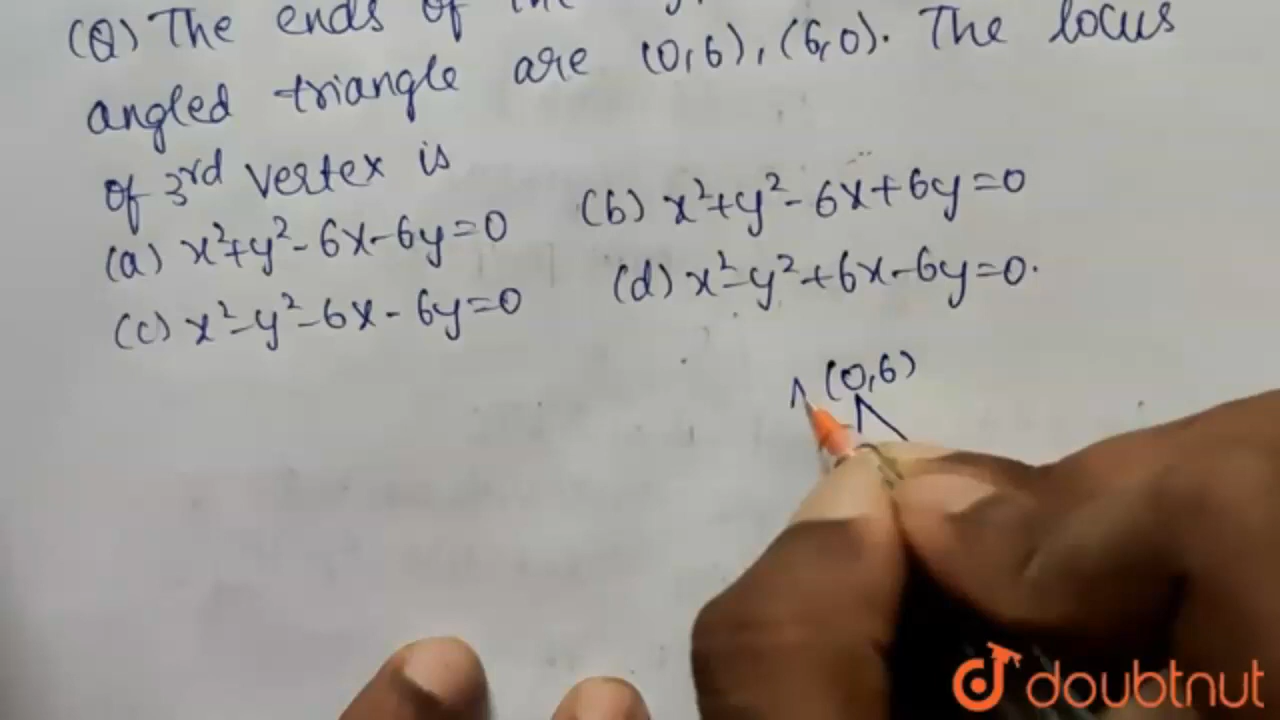 (Q) The ends of the
angled triangle are (0,6), (6,0). The locus
of 3rd vertex is
(a) x²+y²-6x-6y=0 (b) x²+y²-6x+6y=0
(c) x²-y²-6x-6y=0 (d) x²-y²+6x-6y=0.
(0,6)
doubtnut